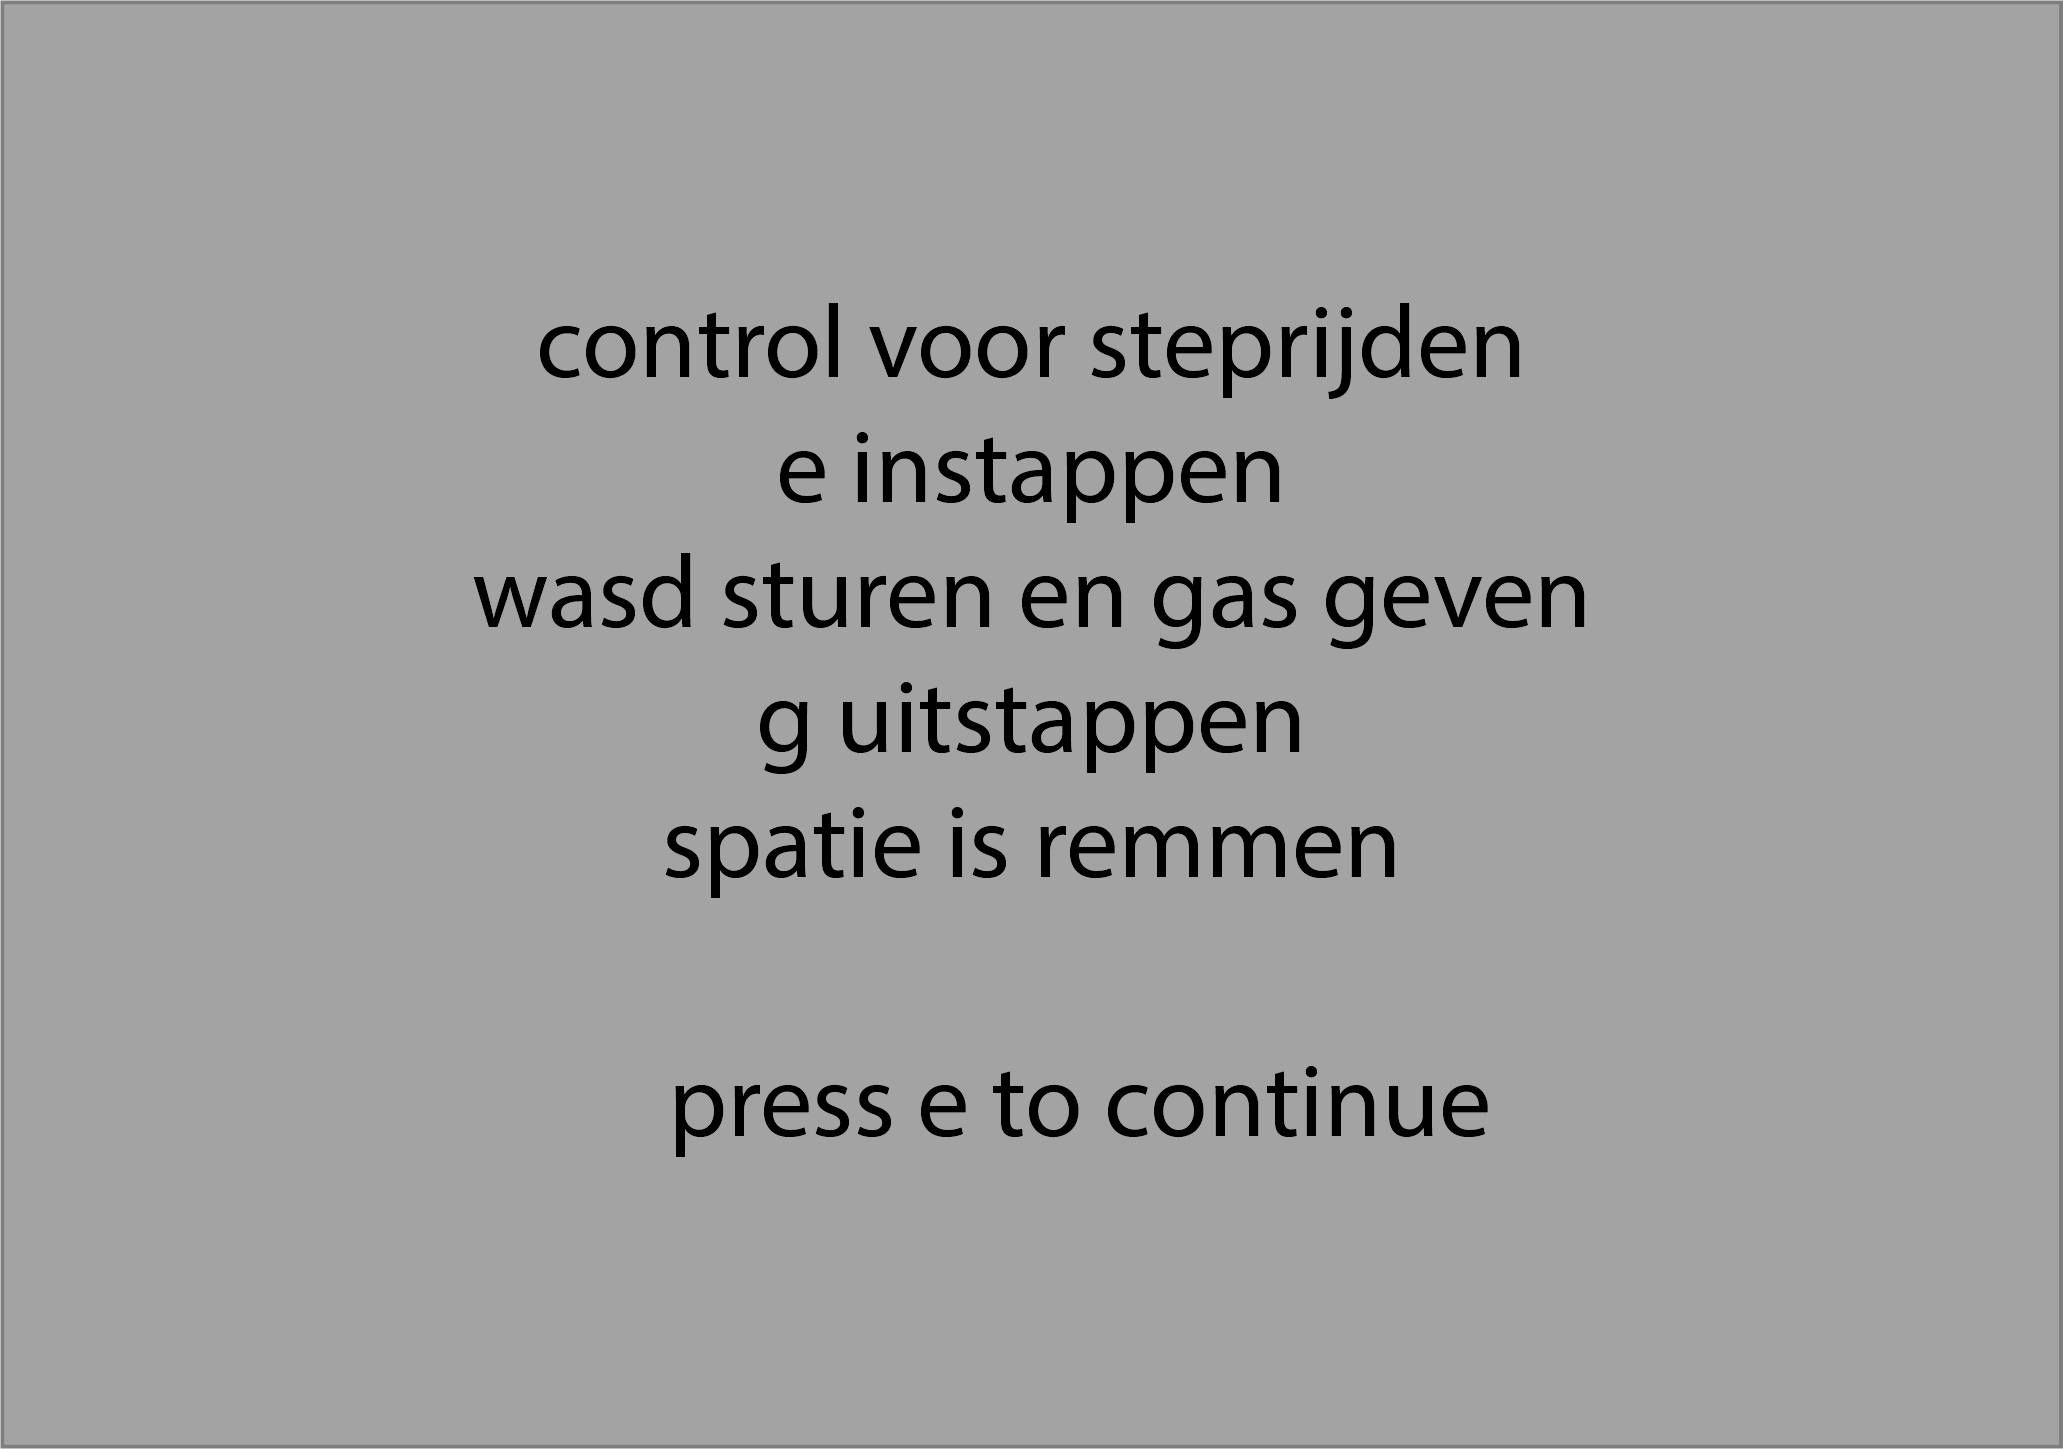 control voor steprijden
e instappen
wasd sturen en gas geven
g uitstappen
spatie is remmen
press e to continue